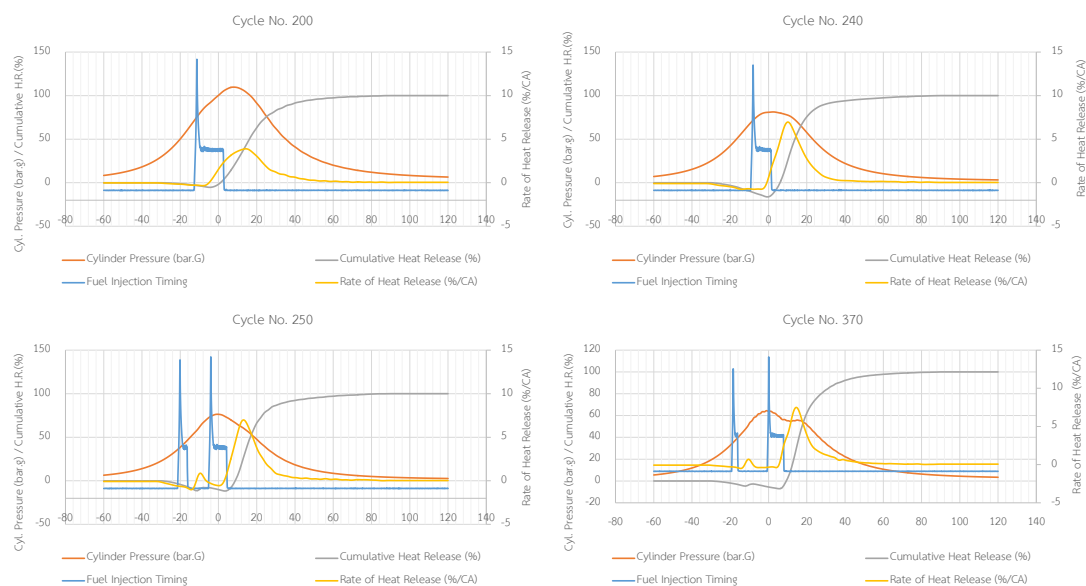 Cycle No. 200
Cyl. Pressure (bar.g) / Cumulative H.R.(%)
150
100
50
0
-50
15
10
5
0
-5
Rate of Heat Release (%/CA)
-80 -60 -40 -20 0 20 40 60 80 100 120 140
Cylinder Pressure (bar.G) Cumulative Heat Release (%)
Fuel Injection Timing Rate of Heat Release (%/CA)
Cycle No. 240
Cyl. Pressure (bar.g) / Cumulative H.R.(%)
150
100
50
0
-50
15
10
5
0
-5
Rate of Heat Release (%/CA)
-80 -60 -40 -20 0 20 40 60 80 100 120 140
Cylinder Pressure (bar.G) Cumulative Heat Release (%)
Fuel Injection Timing Rate of Heat Release (%/CA)
Cycle No. 250
Cyl. Pressure (bar.g) / Cumulative H.R.(%)
150
100
50
0
-50
15
10
5
0
-5
Rate of Heat Release (%/CA)
-80 -60 -40 -20 0 20 40 60 80 100 120 140
Cylinder Pressure (bar.G) Cumulative Heat Release (%)
Fuel Injection Timing Rate of Heat Release (%/CA)
Cycle No. 370
Cyl. Pressure (bar.g) / Cumulative H.R.(%)
120
100
80
60
40
20
0
-20
15
10
5
0
-5
Rate of Heat Release (%/CA)
-80 -60 -40 -20 0 20 40 60 80 100 120 140
Cylinder Pressure (bar.G) Cumulative Heat Release (%)
Fuel Injection Timing Rate of Heat Release (%/CA)